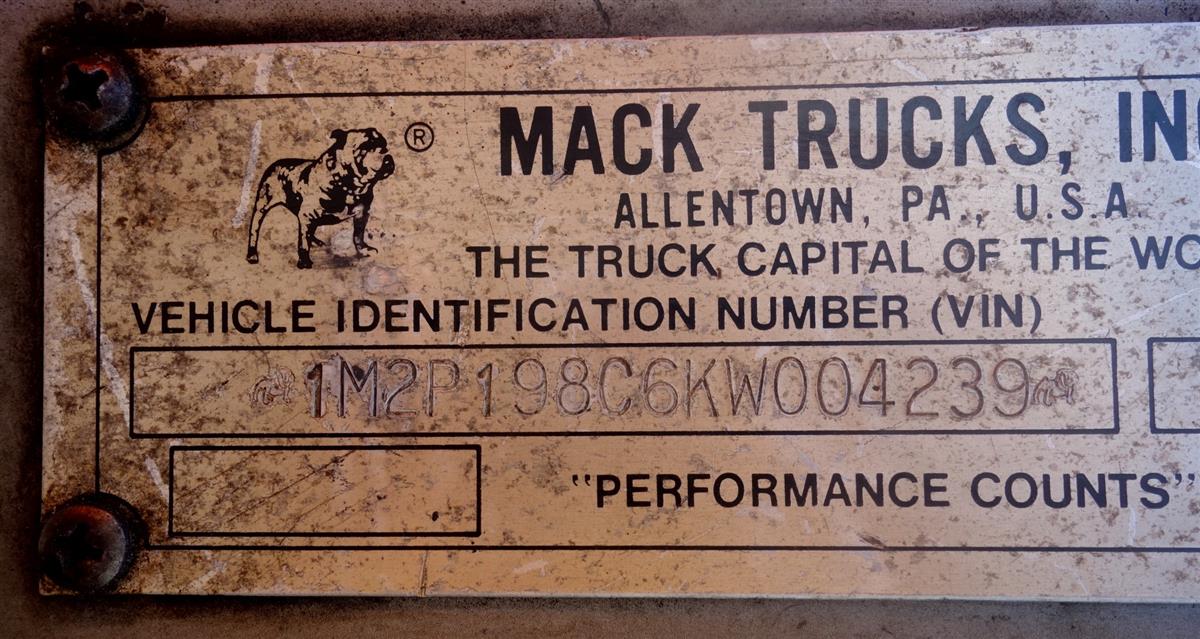 ®
MACK TRUCKS, IN
ALLENTOWN, PA., U.S.A.
THE TRUCK CAPITAL OF THE WO
VEHICLE IDENTIFICATION NUMBER (VIN)
1M2P198C6KW004239
"PERFORMANCE COUNTS"